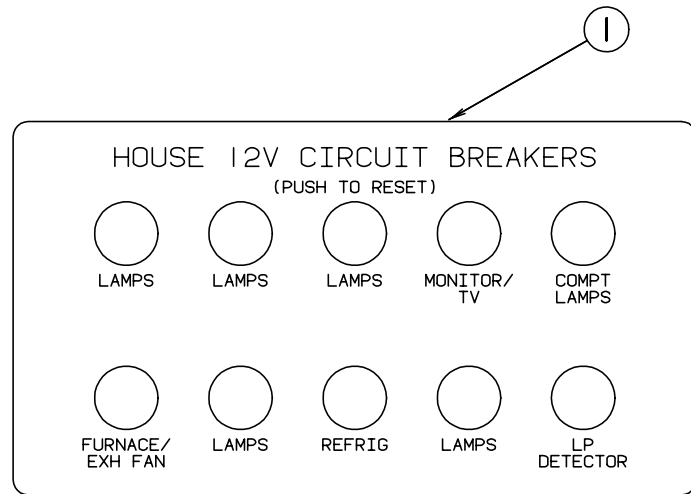 1
HOUSE 12V CIRCUIT BREAKERS
(PUSH TO RESET)
LAMPS LAMPS LAMPS MONITOR/ COMPT
TV LAMPS
FURNACE/ LAMPS REFRIG LAMPS LP
EXH FAN DETECTOR